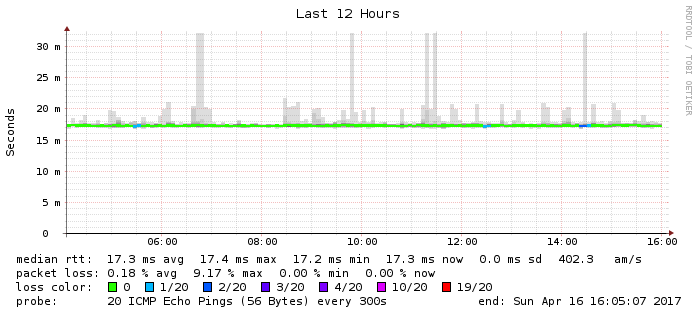 Last 12 Hours
RRDTOOL / TOBI OETIKER
Seconds
30 m
25 m
20 m
15 m
10 m
5 m
0
06:00 08:00 10:00 12:00 14:00 16:00
median rtt: 17.3 ms avg 17.4 ms max 17.2 ms min 17.3 ms now 0.0 ms sd 402.3 am/s
packet loss: 0.18 % avg 9.17 % max 0.00 % min 0.00 % now
loss color: 0 1/20 2/20 3/20 4/20 10/20 19/20
probe: 20 ICMP Echo Pings (56 Bytes) every 300s end: Sun Apr 16 16:05:07 2017